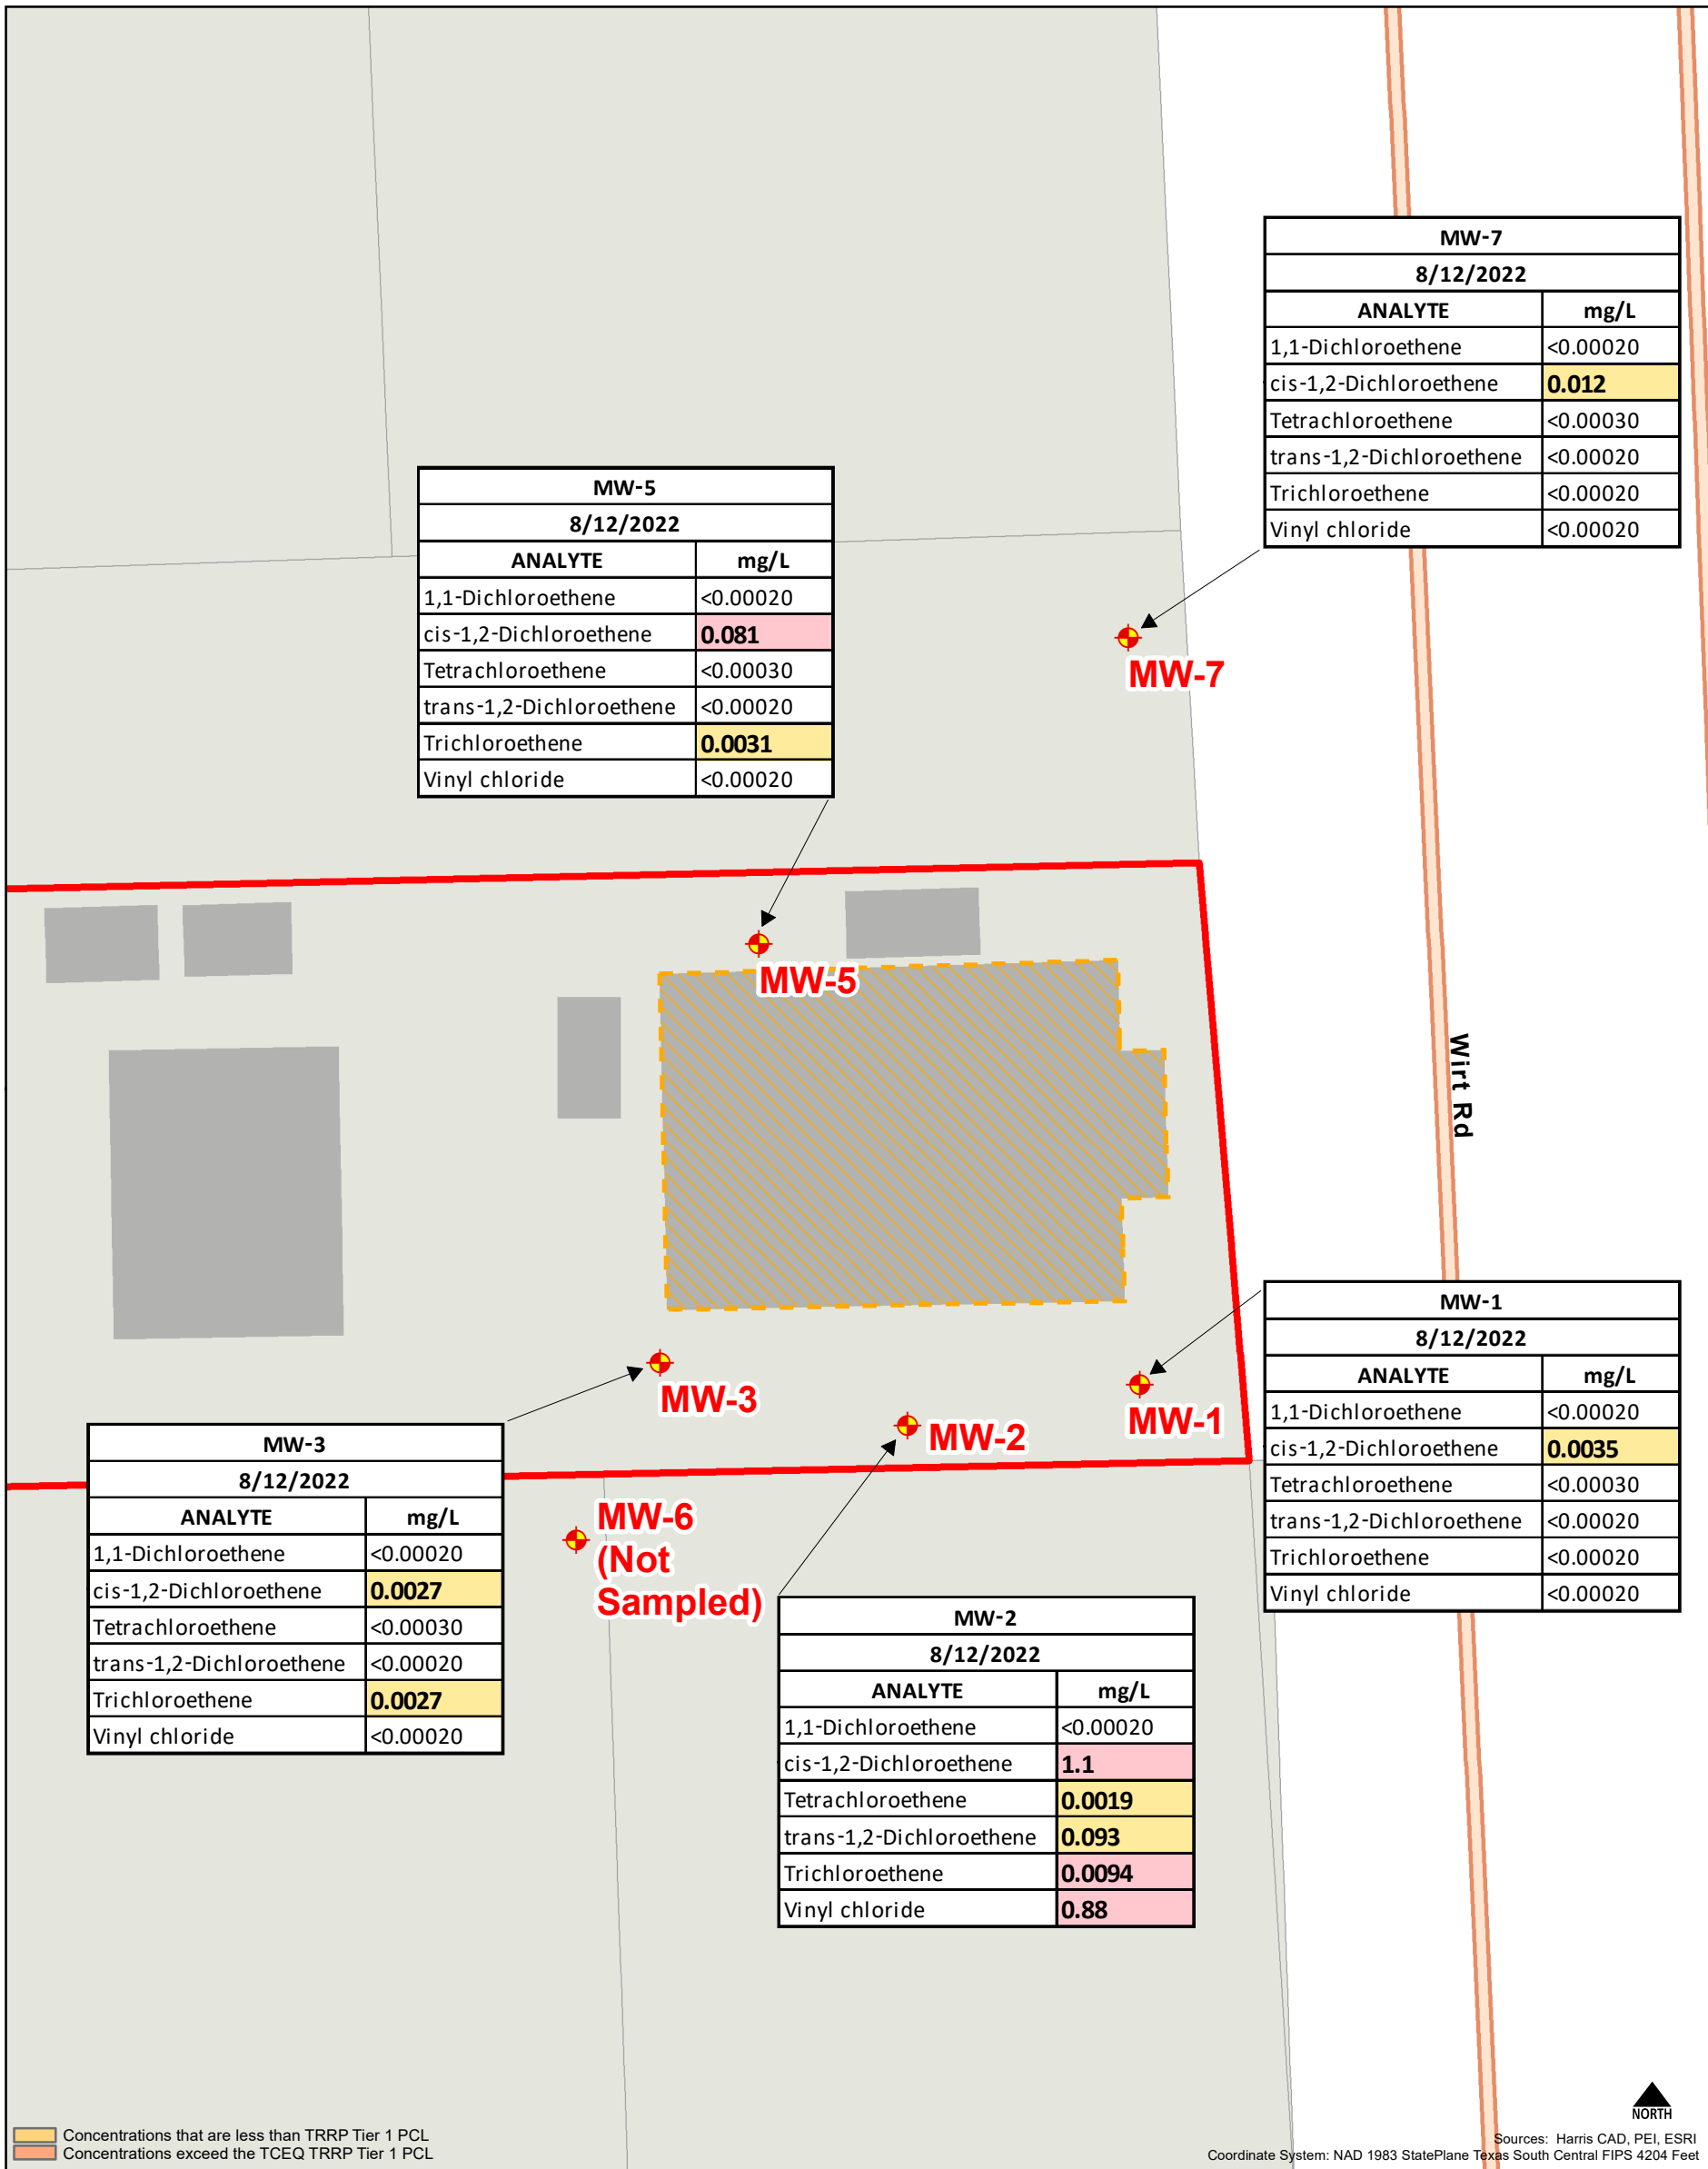 MW-7
8/12/2022
ANALYTE mg/L
1,1-Dichloroethene <0.00020
cis-1,2-Dichloroethene 0.012
Tetrachloroethene <0.00030
trans-1,2-Dichloroethene <0.00020
Trichloroethene <0.00020
Vinyl chloride <0.00020
MW-5
8/12/2022
ANALYTE mg/L
1,1-Dichloroethene <0.00020
cis-1,2-Dichloroethene 0.081
Tetrachloroethene <0.00030
trans-1,2-Dichloroethene <0.00020
Trichloroethene 0.0031
Vinyl chloride <0.00020
MW-7
MW-5
Wirt Rd
MW-1
8/12/2022
ANALYTE mg/L
1,1-Dichloroethene <0.00020
cis-1,2-Dichloroethene 0.0035
Tetrachloroethene <0.00030
trans-1,2-Dichloroethene <0.00020
Trichloroethene <0.00020
Vinyl chloride <0.00020
MW-3
MW-2
MW-1
MW-3
8/12/2022
ANALYTE mg/L
1,1-Dichloroethene <0.00020
cis-1,2-Dichloroethene 0.0027
Tetrachloroethene <0.00030
trans-1,2-Dichloroethene <0.00020
Trichloroethene 0.0027
Vinyl chloride <0.00020
MW-6
(Not
Sampled)
MW-2
8/12/2022
ANALYTE mg/L
1,1-Dichloroethene <0.00020
cis-1,2-Dichloroethene 1.1
Tetrachloroethene 0.0019
trans-1,2-Dichloroethene 0.093
Trichloroethene 0.0094
Vinyl chloride 0.88
Concentrations that are less than TRRP Tier 1 PCL
Concentrations exceed the TCEQ TRRP Tier 1 PCL
NORTH
Sources: Harris CAD, PEI, ESRI
Coordinate System: NAD 1983 StatePlane Texas South Central FIPS 4204 Feet